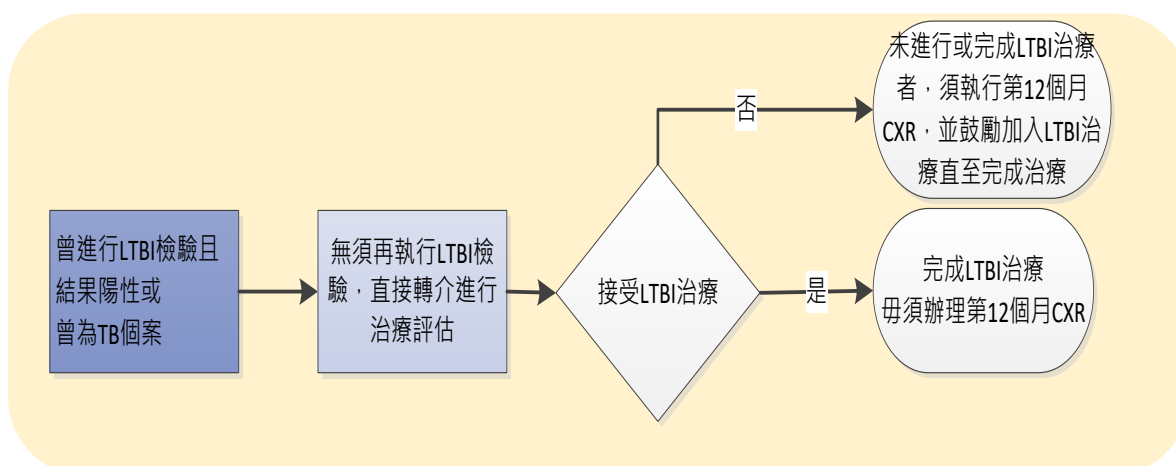 曾進行LTBI檢驗且
結果陽性或
曾為TB個案
無須再執行LTBI檢
驗，直接轉介進行
治療評估
接受LTBI治療
否
未進行或完成LTBI治療
者，須執行第12個月
CXR，並鼓勵加入LTBI治
療直至完成治療
是
完成LTBI治療
毋須辦理第12個月CXR